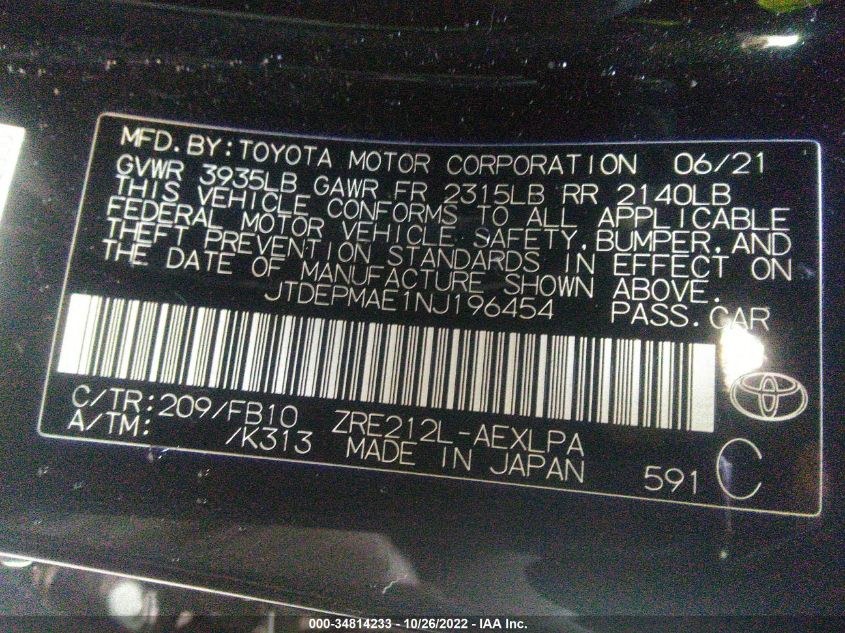 MFD.BY:TOYOTA MOTOR CORPORATION 06/21
GVWR 3935LB GAWR FR 2315LB RR 2140LB
THIS VEHICLE CONFORMS TO ALL APPLICABLE
FEDERAL MOTOR VEHICLE SAFETY,BUMPER,AND
THEFT PREVENTION STANDARDS IN EFFECT ON
THE DATE OF MANUFACTURE SHOWN ABOVE.
JTDEPMAE1NJ196454 PASS.CAR
C/TR:209/FB10 ZRE212L-AEXLPA
A/TM: /K313 MADE IN JAPAN 591 C
000-34814233 - 10/26/2022 - IAA Inc.